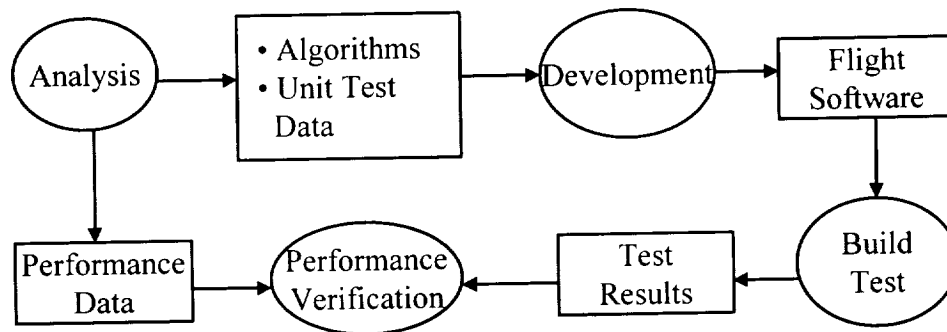 Analysis
• Algorithms
• Unit Test
Data
Development
Flight
Software
Performance
Data
Performance
Verification
Test
Results
Build
Test